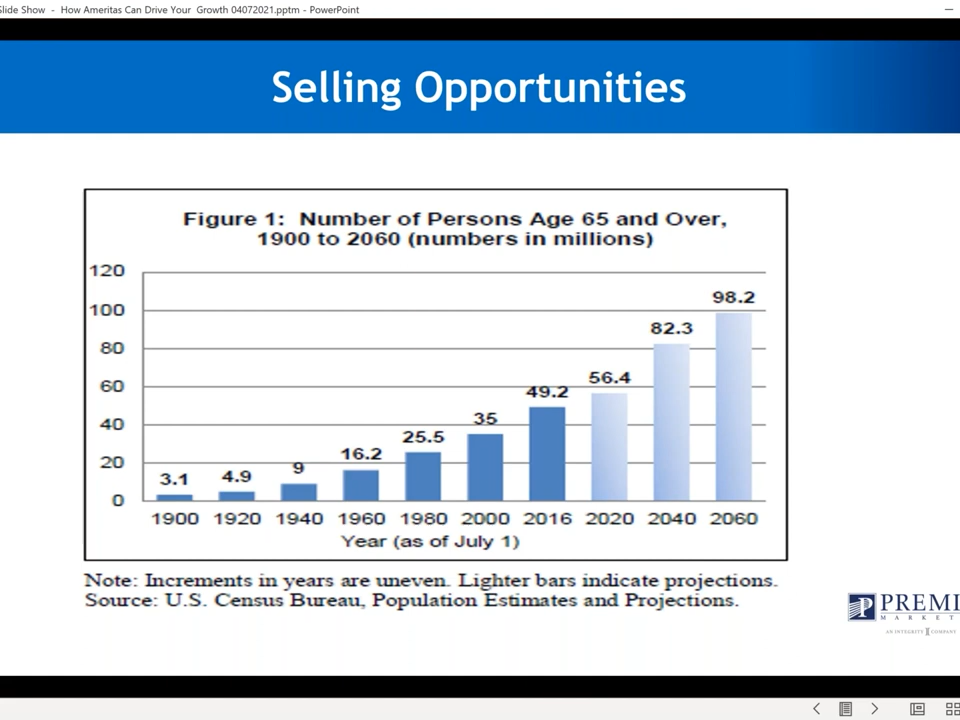 Slide Show - How Ameritas Can Drive Your Growth 04072021.pptm - PowerPoint
Selling Opportunities
Figure 1: Number of Persons Age 65 and Over,
1900 to 2060 (numbers in millions)
120
100
80
60
40
20
0
3.1
4.9
9
16.2
25.5
35
49.2
56.4
82.3
98.2
1900 1920 1940 1960 1980 2000 2016 2020 2040 2060
Year (as of July 1)
Note: Increments in years are uneven. Lighter bars indicate projections.
Source: U.S. Census Bureau, Population Estimates and Projections.
P PREMI
MARKET
AN INTEGRITY COMPANY